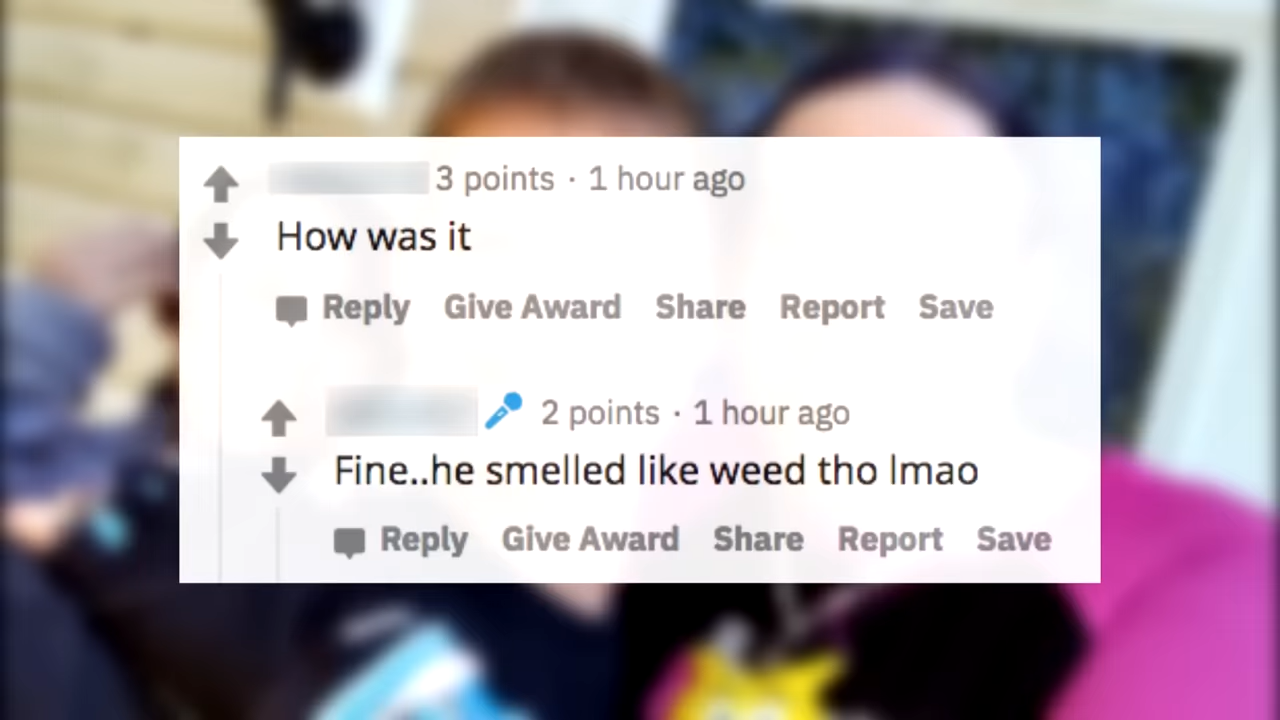 3 points · 1 hour ago
How was it
Reply Give Award Share Report Save
2 points · 1 hour ago
Fine..he smelled like weed tho lmao
Reply Give Award Share Report Save